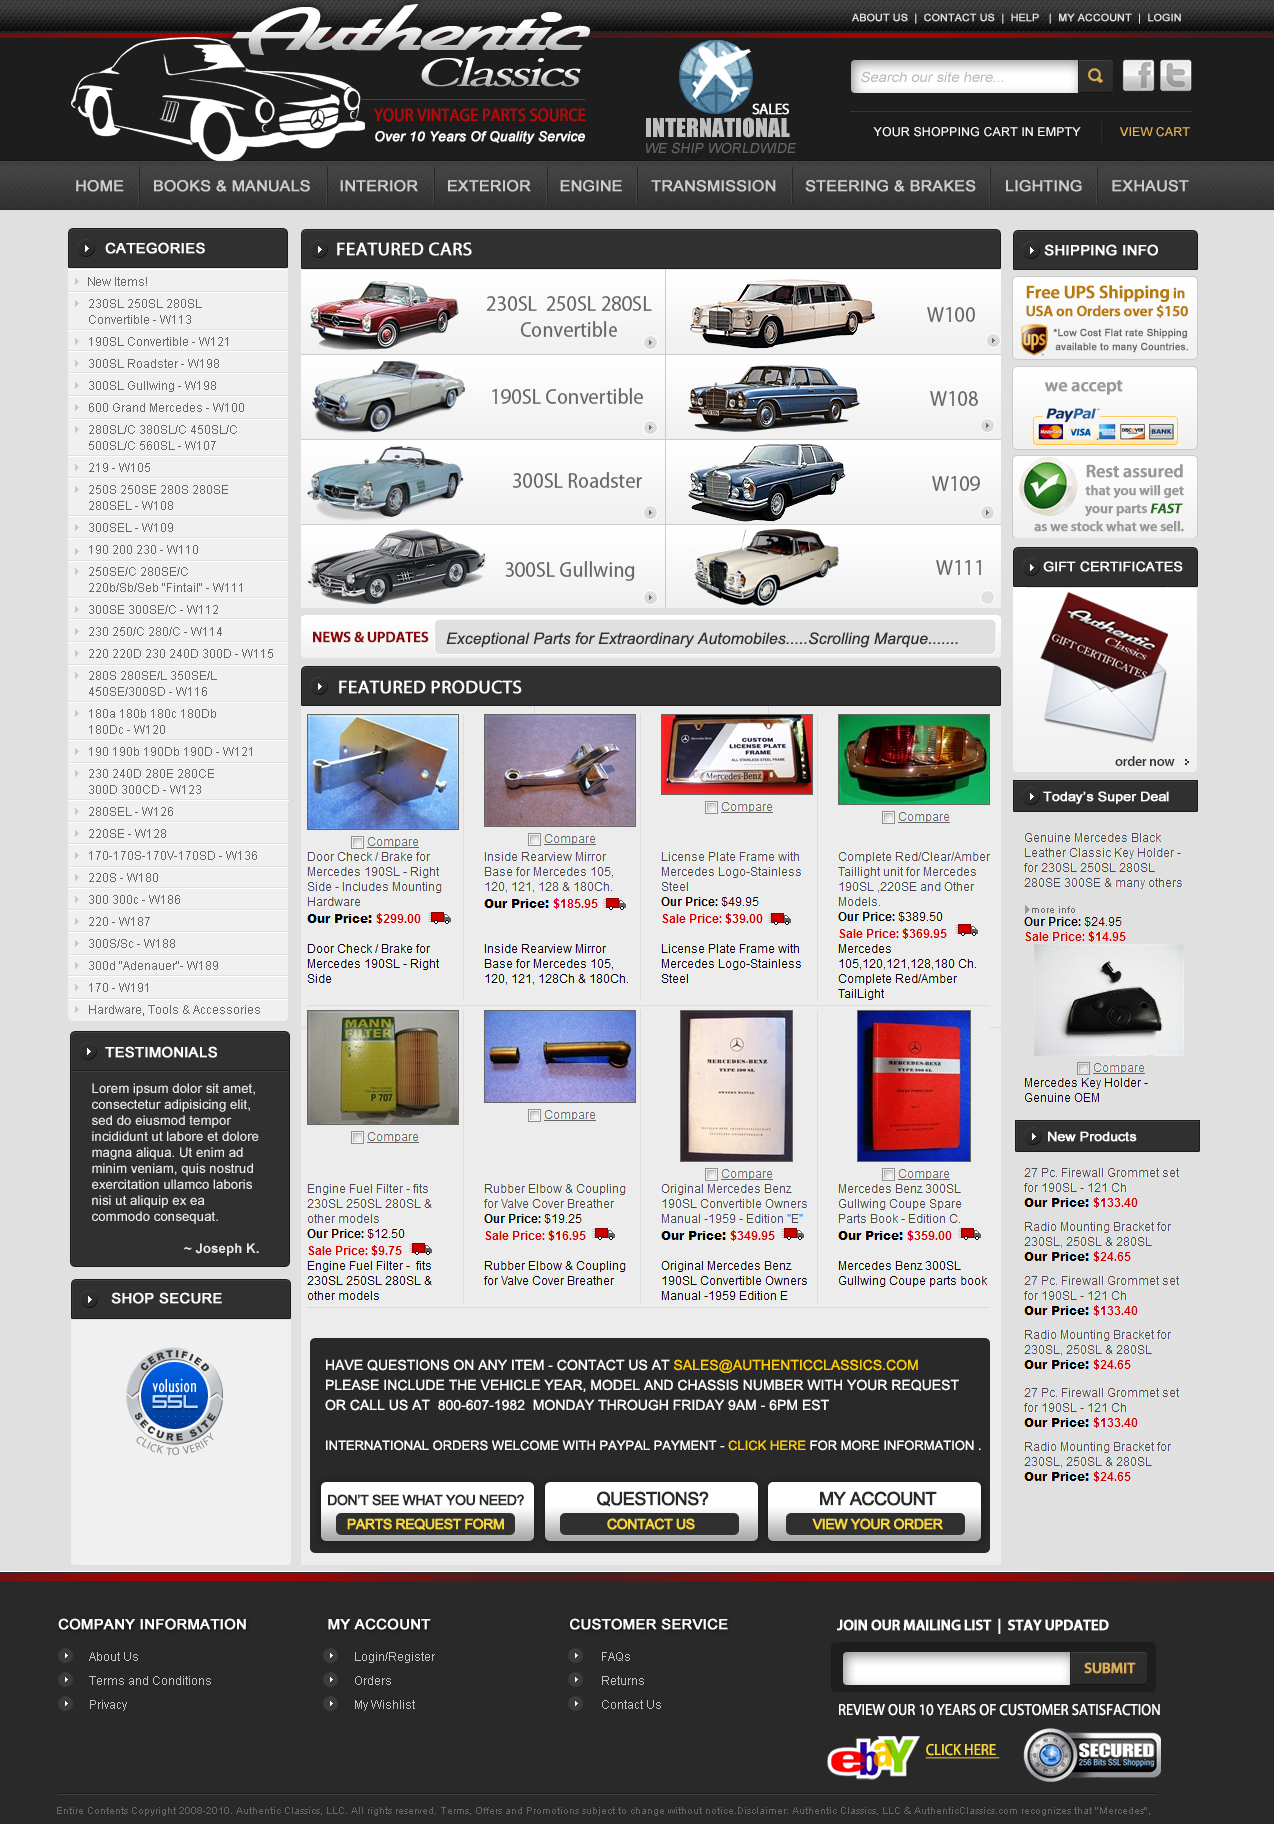 ABOUT US | CONTACT US | HELP | MY ACCOUNT | LOGIN
Authentic
Classics
YOUR VINTAGE PARTS SOURCE
Over 10 Years Of Quality Service
SALES
INTERNATIONAL
WE SHIP WORLDWIDE
Search our site here...
f t
YOUR SHOPPING CART IN EMPTY
VIEW CART
HOME
BOOKS & MANUALS
INTERIOR
EXTERIOR
ENGINE
TRANSMISSION
STEERING & BRAKES
LIGHTING
EXHAUST
CATEGORIES
New Items!
230SL 250SL 280SL
Convertible - W113
190SL Convertible - W121
300SL Roadster - W198
300SL Gullwing - W198
600 Grand Mercedes - W100
280SL/C 380SL/C 450SL/C
500SL/C 560SL - W107
219 - W105
250S 250SE 280S 280SE
280SEL - W108
300SEL - W109
190 200 230 - W110
250SE/C 280SE/C
220b/Sb/Seb "Fintail" - W111
300SE 300SE/C - W112
230 250/C 280/C - W114
220 220D 230 240D 300D - W115
280S 280SE/L 350SE/L
450SE/300SD - W116
180a 180b 180c 180Db
180Dc - W120
190 190b 190Db 190D - W121
230 240D 280E 280CE
300D 300CD - W123
280SEL - W126
220SE - W128
170-170S-170V-170SD - W136
220S - W180
300 300c - W186
220 - W187
300S/Sc - W188
300d "Adenauer"- W189
170 - W191
Hardware, Tools & Accessories
TESTIMONIALS
Lorem ipsum dolor sit amet,
consectetur adipisicing elit,
sed do eiusmod tempor
incididunt ut labore et dolore
magna aliqua. Ut enim ad
minim veniam, quis nostrud
exercitation ullamco laboris
nisi ut aliquip ex ea
commodo consequat.
~ Joseph K.
SHOP SECURE
CERTIFIED
volusion
SSL
SECURE SITE
CLICK TO VERIFY
FEATURED CARS
230SL 250SL 280SL
Convertible
W100
190SL Convertible
W108
300SL Roadster
W109
300SL Gullwing
W111
NEWS & UPDATES
Exceptional Parts for Extraordinary Automobiles.....Scrolling Marque.......
FEATURED PRODUCTS
Compare
Door Check / Brake for
Mercedes 190SL - Right
Side - Includes Mounting
Hardware
Our Price: $299.00
Door Check / Brake for
Mercedes 190SL - Right
Side
Compare
Inside Rearview Mirror
Base for Mercedes 105,
120, 121, 128 & 180Ch.
Our Price: $185.95
Inside Rearview Mirror
Base for Mercedes 105,
120, 121, 128Ch & 180Ch.
CUSTOM
LICENSE PLATE
FRAME
ALL STAINLESS STEEL FRAME
Mercedes-Benz
Compare
License Plate Frame with
Mercedes Logo-Stainless
Steel
Our Price: $49.95
Sale Price: $39.00
License Plate Frame with
Mercedes Logo-Stainless
Steel
Compare
Complete Red/Clear/Amber
Taillight unit for Mercedes
190SL ,220SE and Other
Models.
Our Price: $389.50
Sale Price: $369.95
Mercedes
105,120,121,128,180 Ch.
Complete Red/Amber
TailLight
MANN
FILTER
P 707
Compare
Engine Fuel Filter - fits
230SL 250SL 280SL &
other models
Our Price: $12.50
Sale Price: $9.75
Engine Fuel Filter - fits
230SL 250SL 280SL &
other models
Compare
Rubber Elbow & Coupling
for Valve Cover Breather
Our Price: $19.25
Sale Price: $16.95
Rubber Elbow & Coupling
for Valve Cover Breather
MERCEDES-BENZ
TYPE 190 SL
OWNERS MANUAL
Compare
Original Mercedes Benz
190SL Convertible Owners
Manual -1959 - Edition "E"
Our Price: $349.95
Original Mercedes Benz
190SL Convertible Owners
Manual -1959 Edition E
MERCEDES-BENZ
TYPE 300 SL
Compare
Mercedes Benz 300SL
Gullwing Coupe Spare
Parts Book - Edition C.
Our Price: $359.00
Mercedes Benz 300SL
Gullwing Coupe parts book
HAVE QUESTIONS ON ANY ITEM - CONTACT US AT SALES@AUTHENTICCLASSICS.COM
PLEASE INCLUDE THE VEHICLE YEAR, MODEL AND CHASSIS NUMBER WITH YOUR REQUEST
OR CALL US AT 800-607-1982 MONDAY THROUGH FRIDAY 9AM - 6PM EST
INTERNATIONAL ORDERS WELCOME WITH PAYPAL PAYMENT - CLICK HERE FOR MORE INFORMATION .
DON'T SEE WHAT YOU NEED?
PARTS REQUEST FORM
QUESTIONS?
CONTACT US
MY ACCOUNT
VIEW YOUR ORDER
SHIPPING INFO
Free UPS Shipping in
USA on Orders over $150
ups
*Low Cost Flat rate Shipping
available to many Countries.
we accept
PayPal
MasterCard VISA DISCOVER BANK
Rest assured
that you will get
your parts FAST
as we stock what we sell.
GIFT CERTIFICATES
Authentic
Classics
GIFT CERTIFICATES
order now
Today's Super Deal
Genuine Mercedes Black
Leather Classic Key Holder -
for 230SL 250SL 280SL
280SE 300SE & many others
more info
Our Price: $24.95
Sale Price: $14.95
Compare
Mercedes Key Holder -
Genuine OEM
New Products
27 Pc. Firewall Grommet set
for 190SL - 121 Ch
Our Price: $133.40
Radio Mounting Bracket for
230SL, 250SL & 280SL
Our Price: $24.65
27 Pc. Firewall Grommet set
for 190SL - 121 Ch
Our Price: $133.40
Radio Mounting Bracket for
230SL, 250SL & 280SL
Our Price: $24.65
27 Pc. Firewall Grommet set
for 190SL - 121 Ch
Our Price: $133.40
Radio Mounting Bracket for
230SL, 250SL & 280SL
Our Price: $24.65
COMPANY INFORMATION
About Us
Terms and Conditions
Privacy
MY ACCOUNT
Login/Register
Orders
My Wishlist
CUSTOMER SERVICE
FAQs
Returns
Contact Us
JOIN OUR MAILING LIST | STAY UPDATED
SUBMIT
REVIEW OUR 10 YEARS OF CUSTOMER SATISFACTION
ebay
CLICK HERE
SECURED
256 Bits SSL Shopping
Entire Contents Copyright 2008-2010. Authentic Classics, LLC. All rights reserved. Terms, Offers and Promotions subject to change without notice.Disclaimer: Authentic Classics, LLC & AuthenticClassics.com recognizes that "Mercedes",